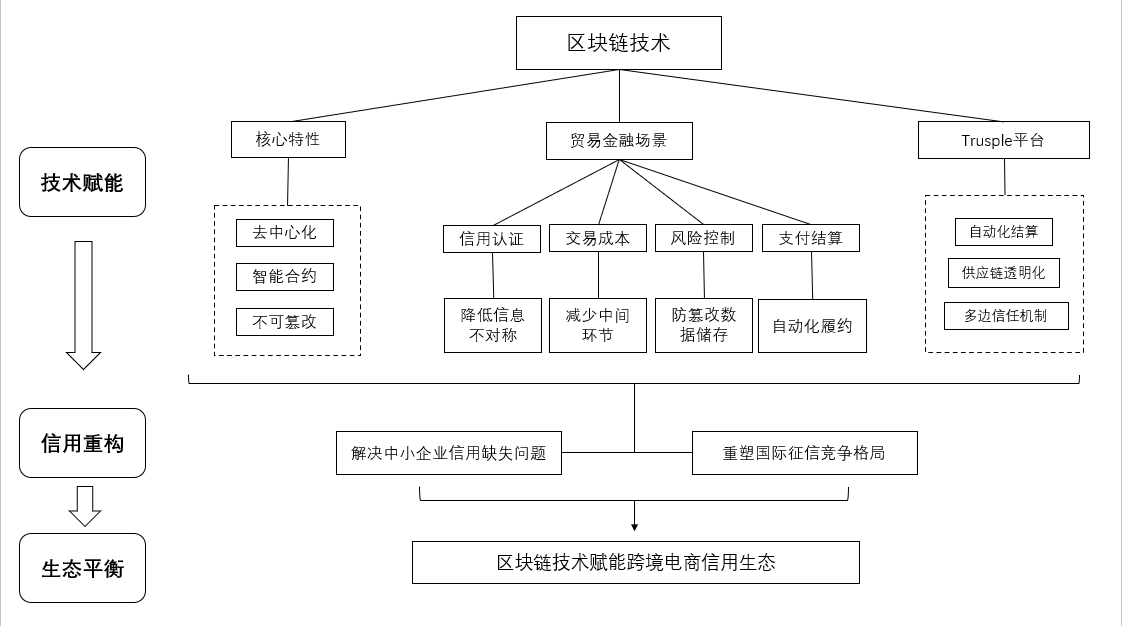 区块链技术
核心特性
贸易金融场景
Trusple平台
技术赋能
去中心化
智能合约
不可篡改
信用认证
交易成本
风险控制
支付结算
降低信息
不对称
减少中间
环节
防篡改数
据储存
自动化履约
自动化结算
供应链透明化
多边信任机制
信用重构
解决中小企业信用缺失问题
重塑国际征信竞争格局
生态平衡
区块链技术赋能跨境电商信用生态